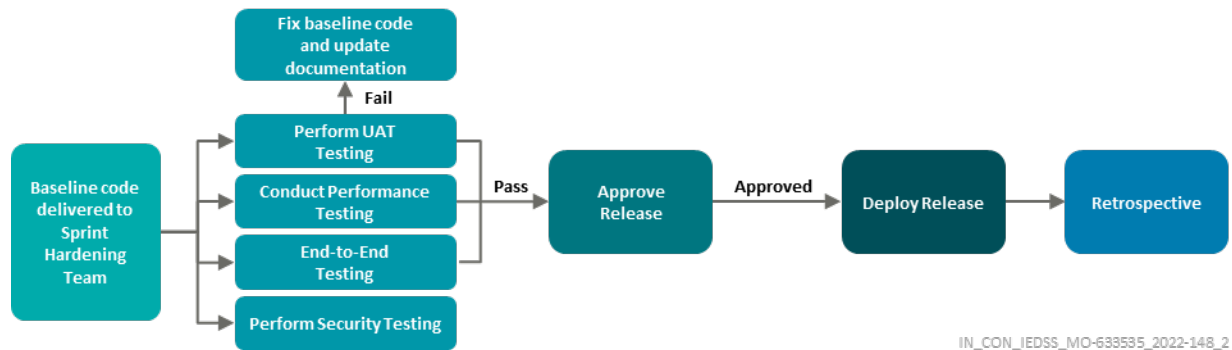 Fix baseline code
and update
documentation
Fail
Perform UAT
Testing
Baseline code
delivered to
Sprint
Hardening
Team
Conduct Performance
Testing
End-to-End
Testing
Perform Security Testing
Pass
Approve
Release
Approved
Deploy Release
Retrospective
IN_CON_IEDSS_MO-633535_2022-148_2